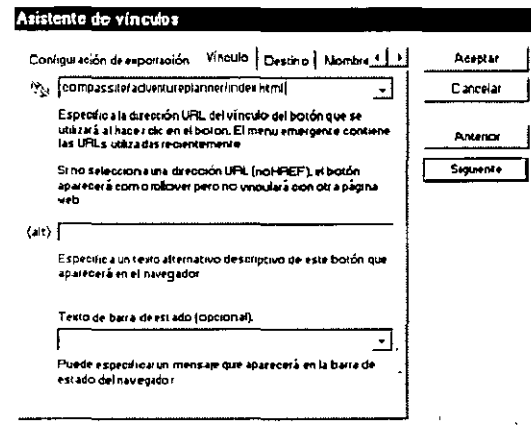 Asistente de vínculos
Configuración de exportación Vínculo Destino Nombre
Aceptar
compassite/adventureplanner/index.html
Cancelar
Especifica la dirección URL del vínculo del botón que se
utilizará al hacer clic en el boton. El menu emergente contiene
las URLs utilizadas recientemente
Anterior
Si no selecciona una dirección URL (noHREF), el botón
aparecerá como rollover pero no vinculará con otra página
web
Siguiente
(alt)
Especifica un texto alternativo descriptivo de este botón que
aparecerá en el navegador
Texto de barra de estado (opcional).
Puede especificar un mensaje que aparecerá en la barra de
estado del navegador